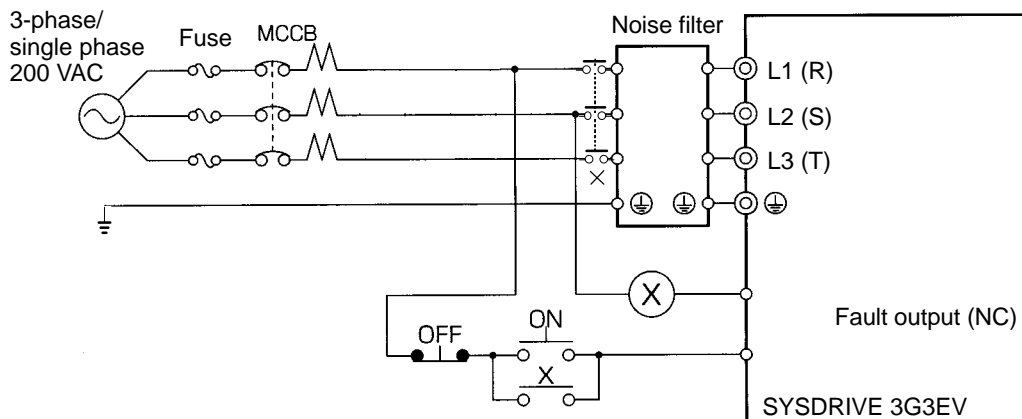 3-phase/
single phase
200 VAC
Fuse
MCCB
Noise filter
L1 (R)
L2 (S)
L3 (T)
X
X
Fault output (NC)
OFF
ON
X
SYSDRIVE 3G3EV